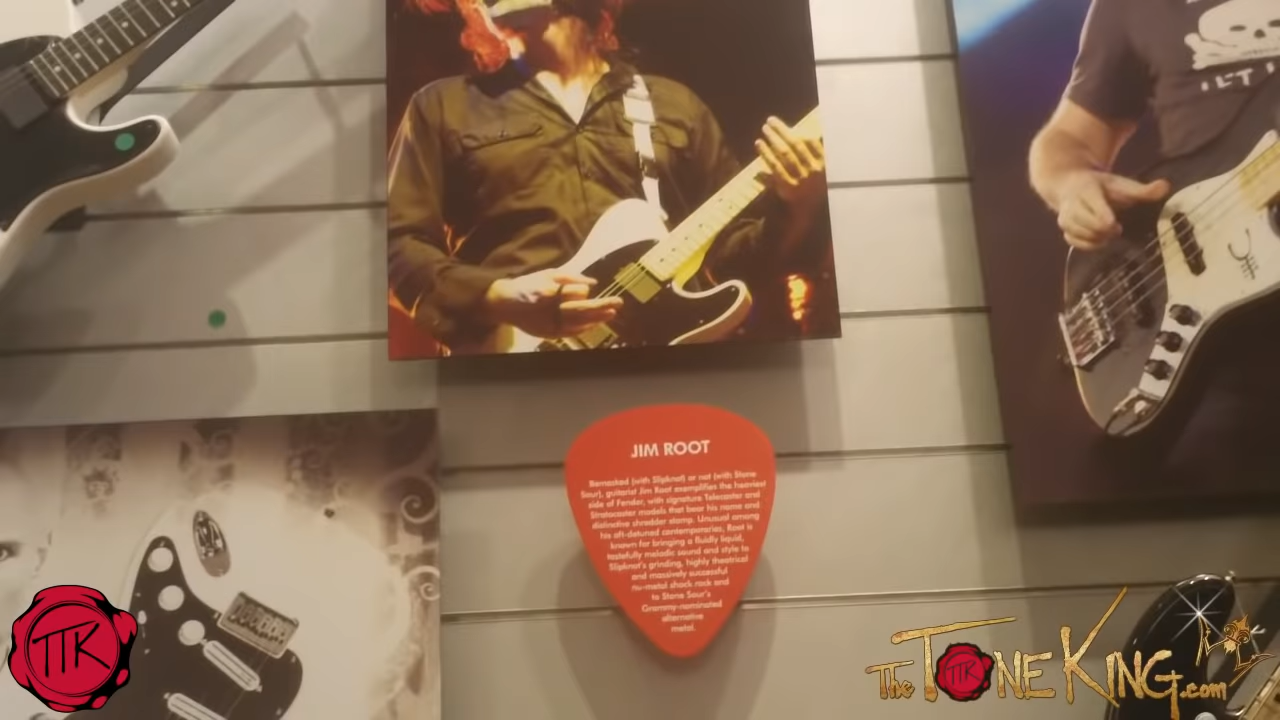 JIM ROOT
Remasked (with Slipknot) or not (with Stone
Sour), guitarist Jim Root exemplifies the heaviest
side of Fender, with signature Telecaster and
Stratocaster models that bear his name and
distinctive shredder stamp. Unusual among
his oft-detuned contemporaries, Root is
known for bringing a fluidly liquid,
tastefully melodic sound and style to
Slipknot's grinding, highly theatrical
and massively successful
nu-metal shock rock and
to Stone Sour's
Grammy-nominated
alternative
metal.
TTK
The ToneKing.com
TTK